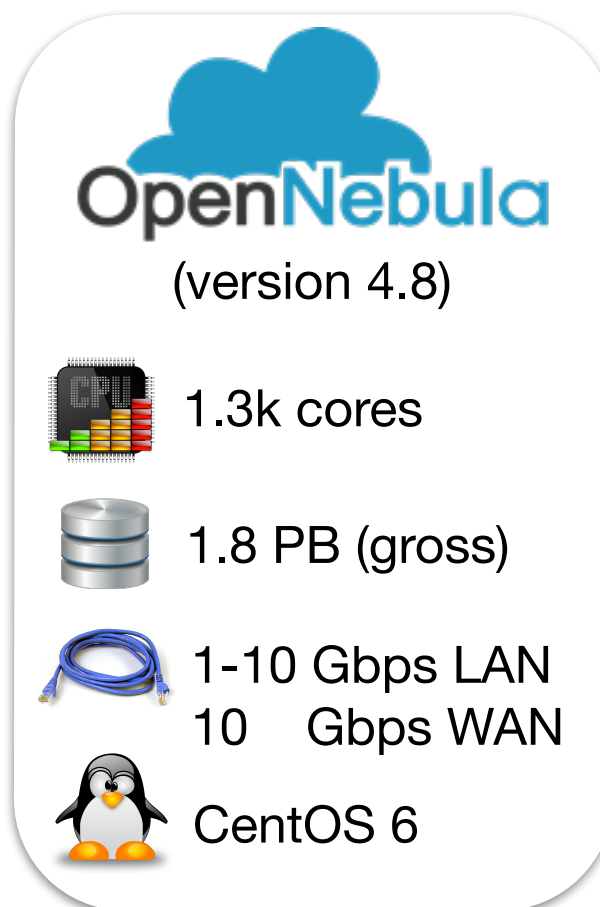 OpenNebula
(version 4.8)
CPU
1.3k cores
1.8 PB (gross)
1-10 Gbps LAN
10 Gbps WAN
CentOS 6